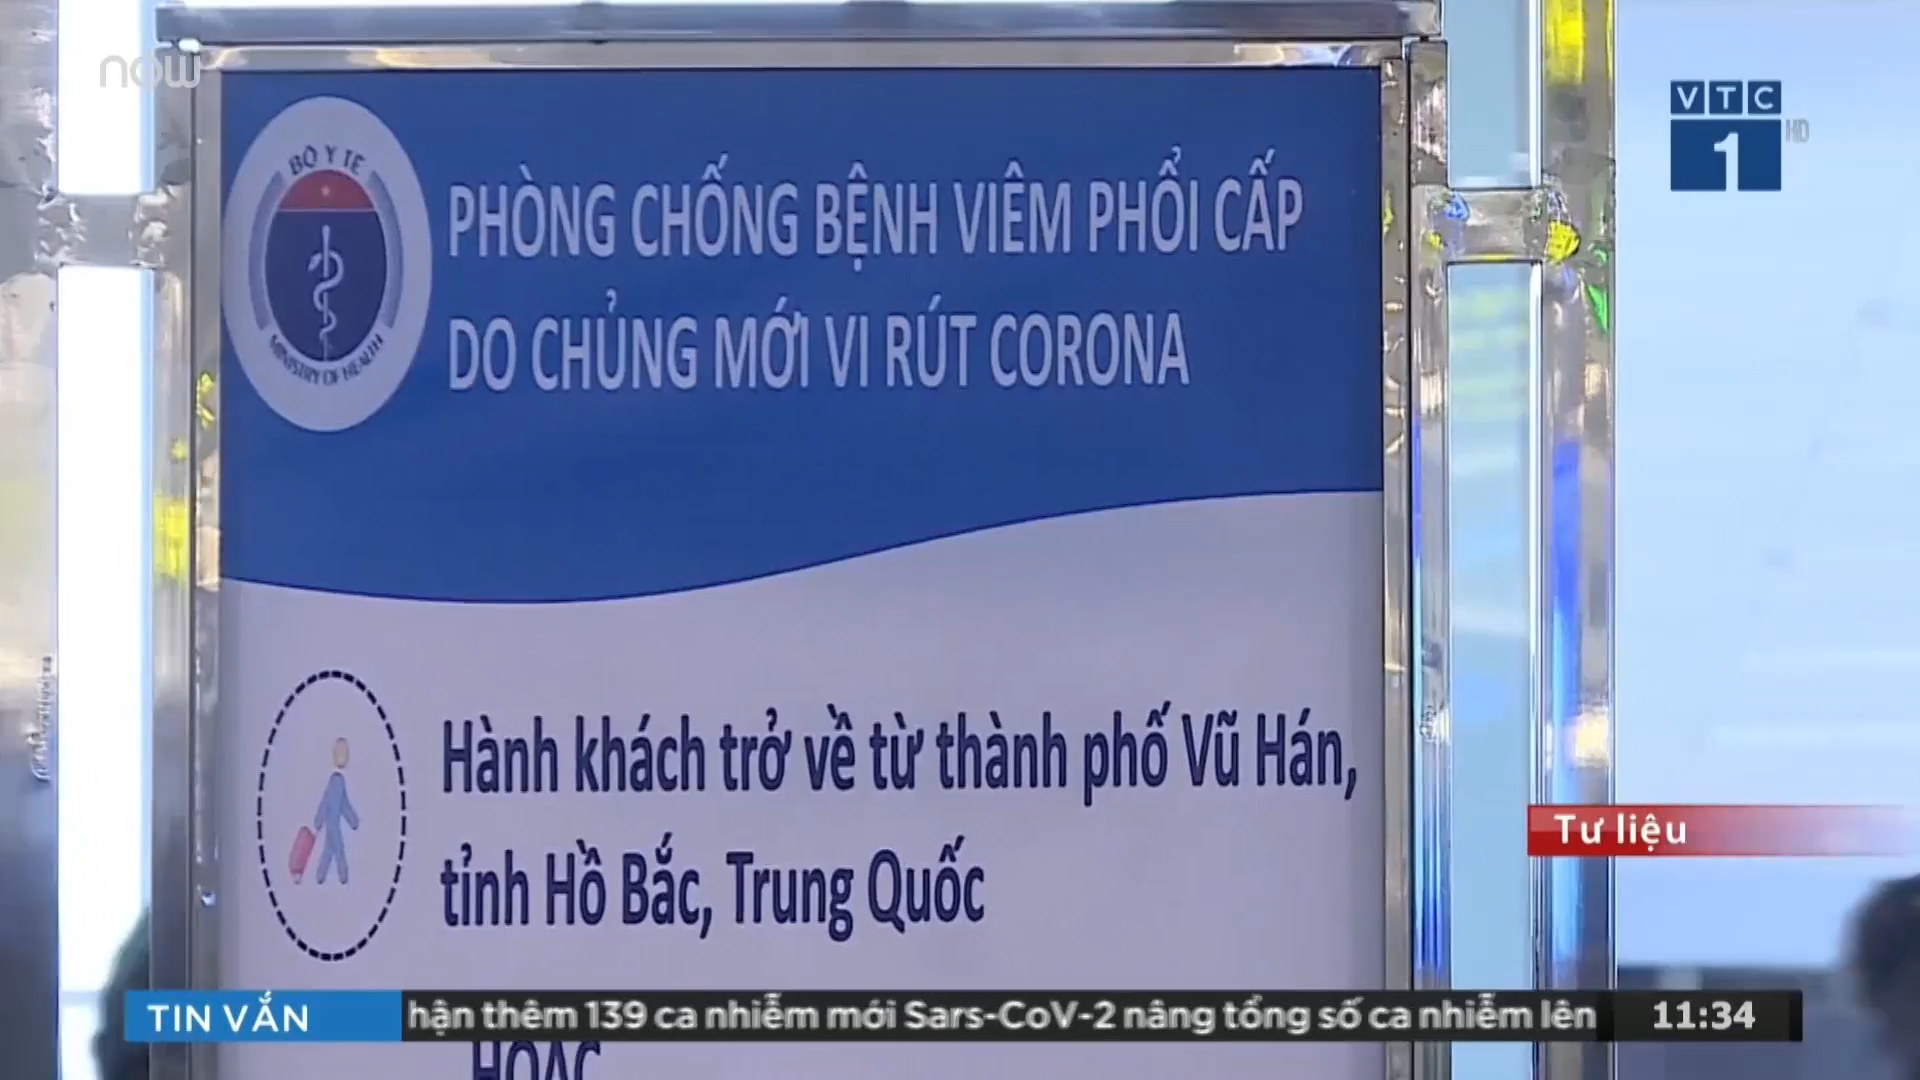 now
VTC
1
HD
BỘ Y TẾ
MINISTRY OF HEALTH
PHÒNG CHỐNG BỆNH VIÊM PHỔI CẤP
DO CHỦNG MỚI VI RÚT CORONA
Hành khách trở về từ thành phố Vũ Hán,
tỉnh Hồ Bắc, Trung Quốc
Tư liệu
TIN VẮN
hận thêm 139 ca nhiễm mới Sars-CoV-2 nâng tổng số ca nhiễm lên
11:34
HOẶC